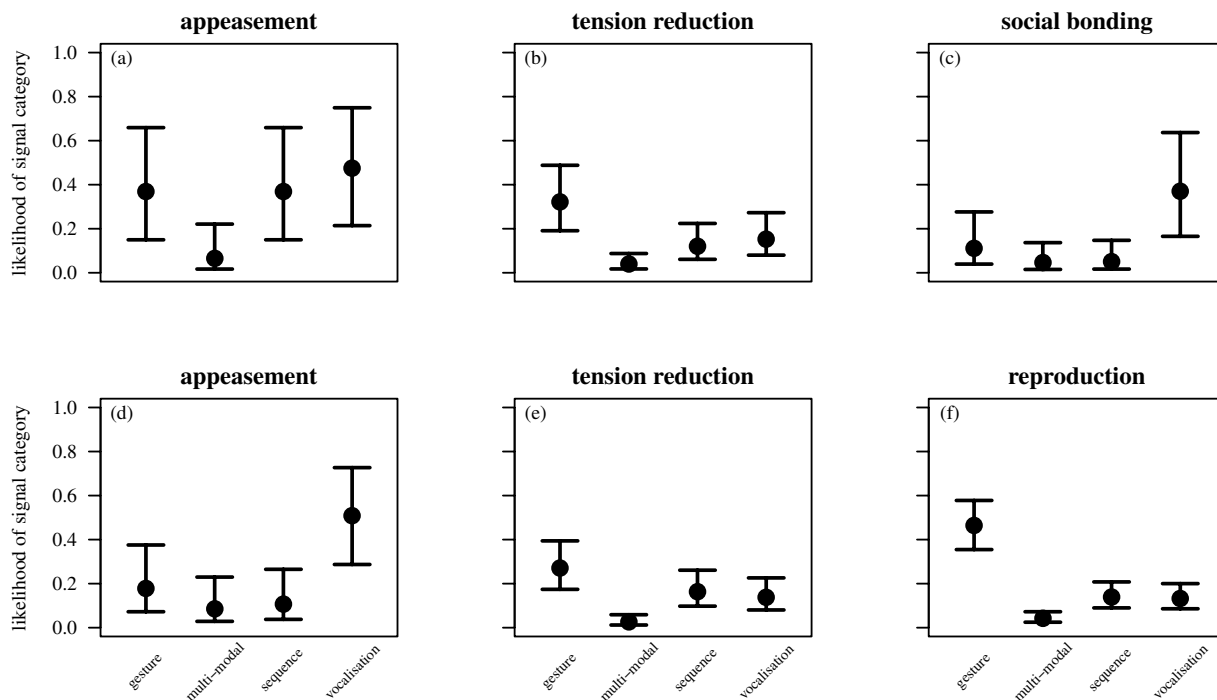 appeasement
tension reduction
social bonding
(a)
(b)
(c)
likelihood of signal category
1.0
0.8
0.6
0.4
0.2
0.0
appeasement
tension reduction
reproduction
(d)
(e)
(f)
likelihood of signal category
1.0
0.8
0.6
0.4
0.2
0.0
gesture
multi–modal
sequence
vocalisation
gesture
multi–modal
sequence
vocalisation
gesture
multi–modal
sequence
vocalisation